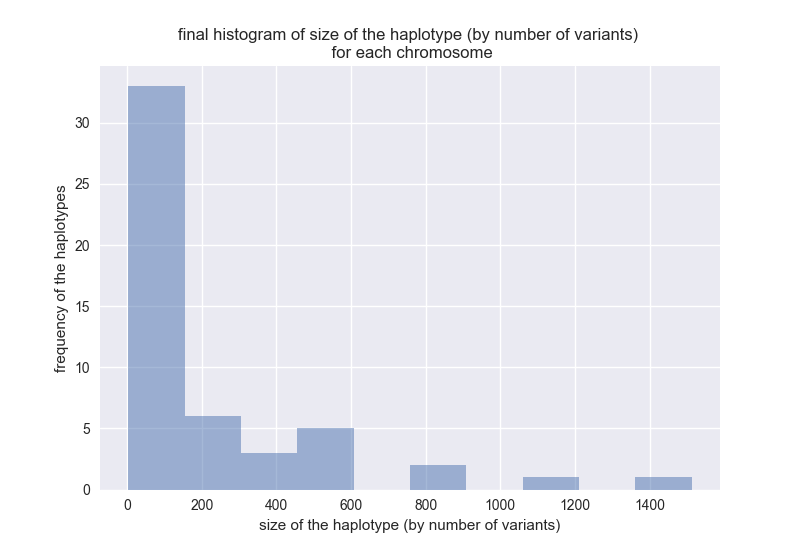 final histogram of size of the haplotype (by number of variants)
for each chromosome
frequency of the haplotypes
30
25
20
15
10
5
0
0 200 400 600 800 1000 1200 1400
size of the haplotype (by number of variants)